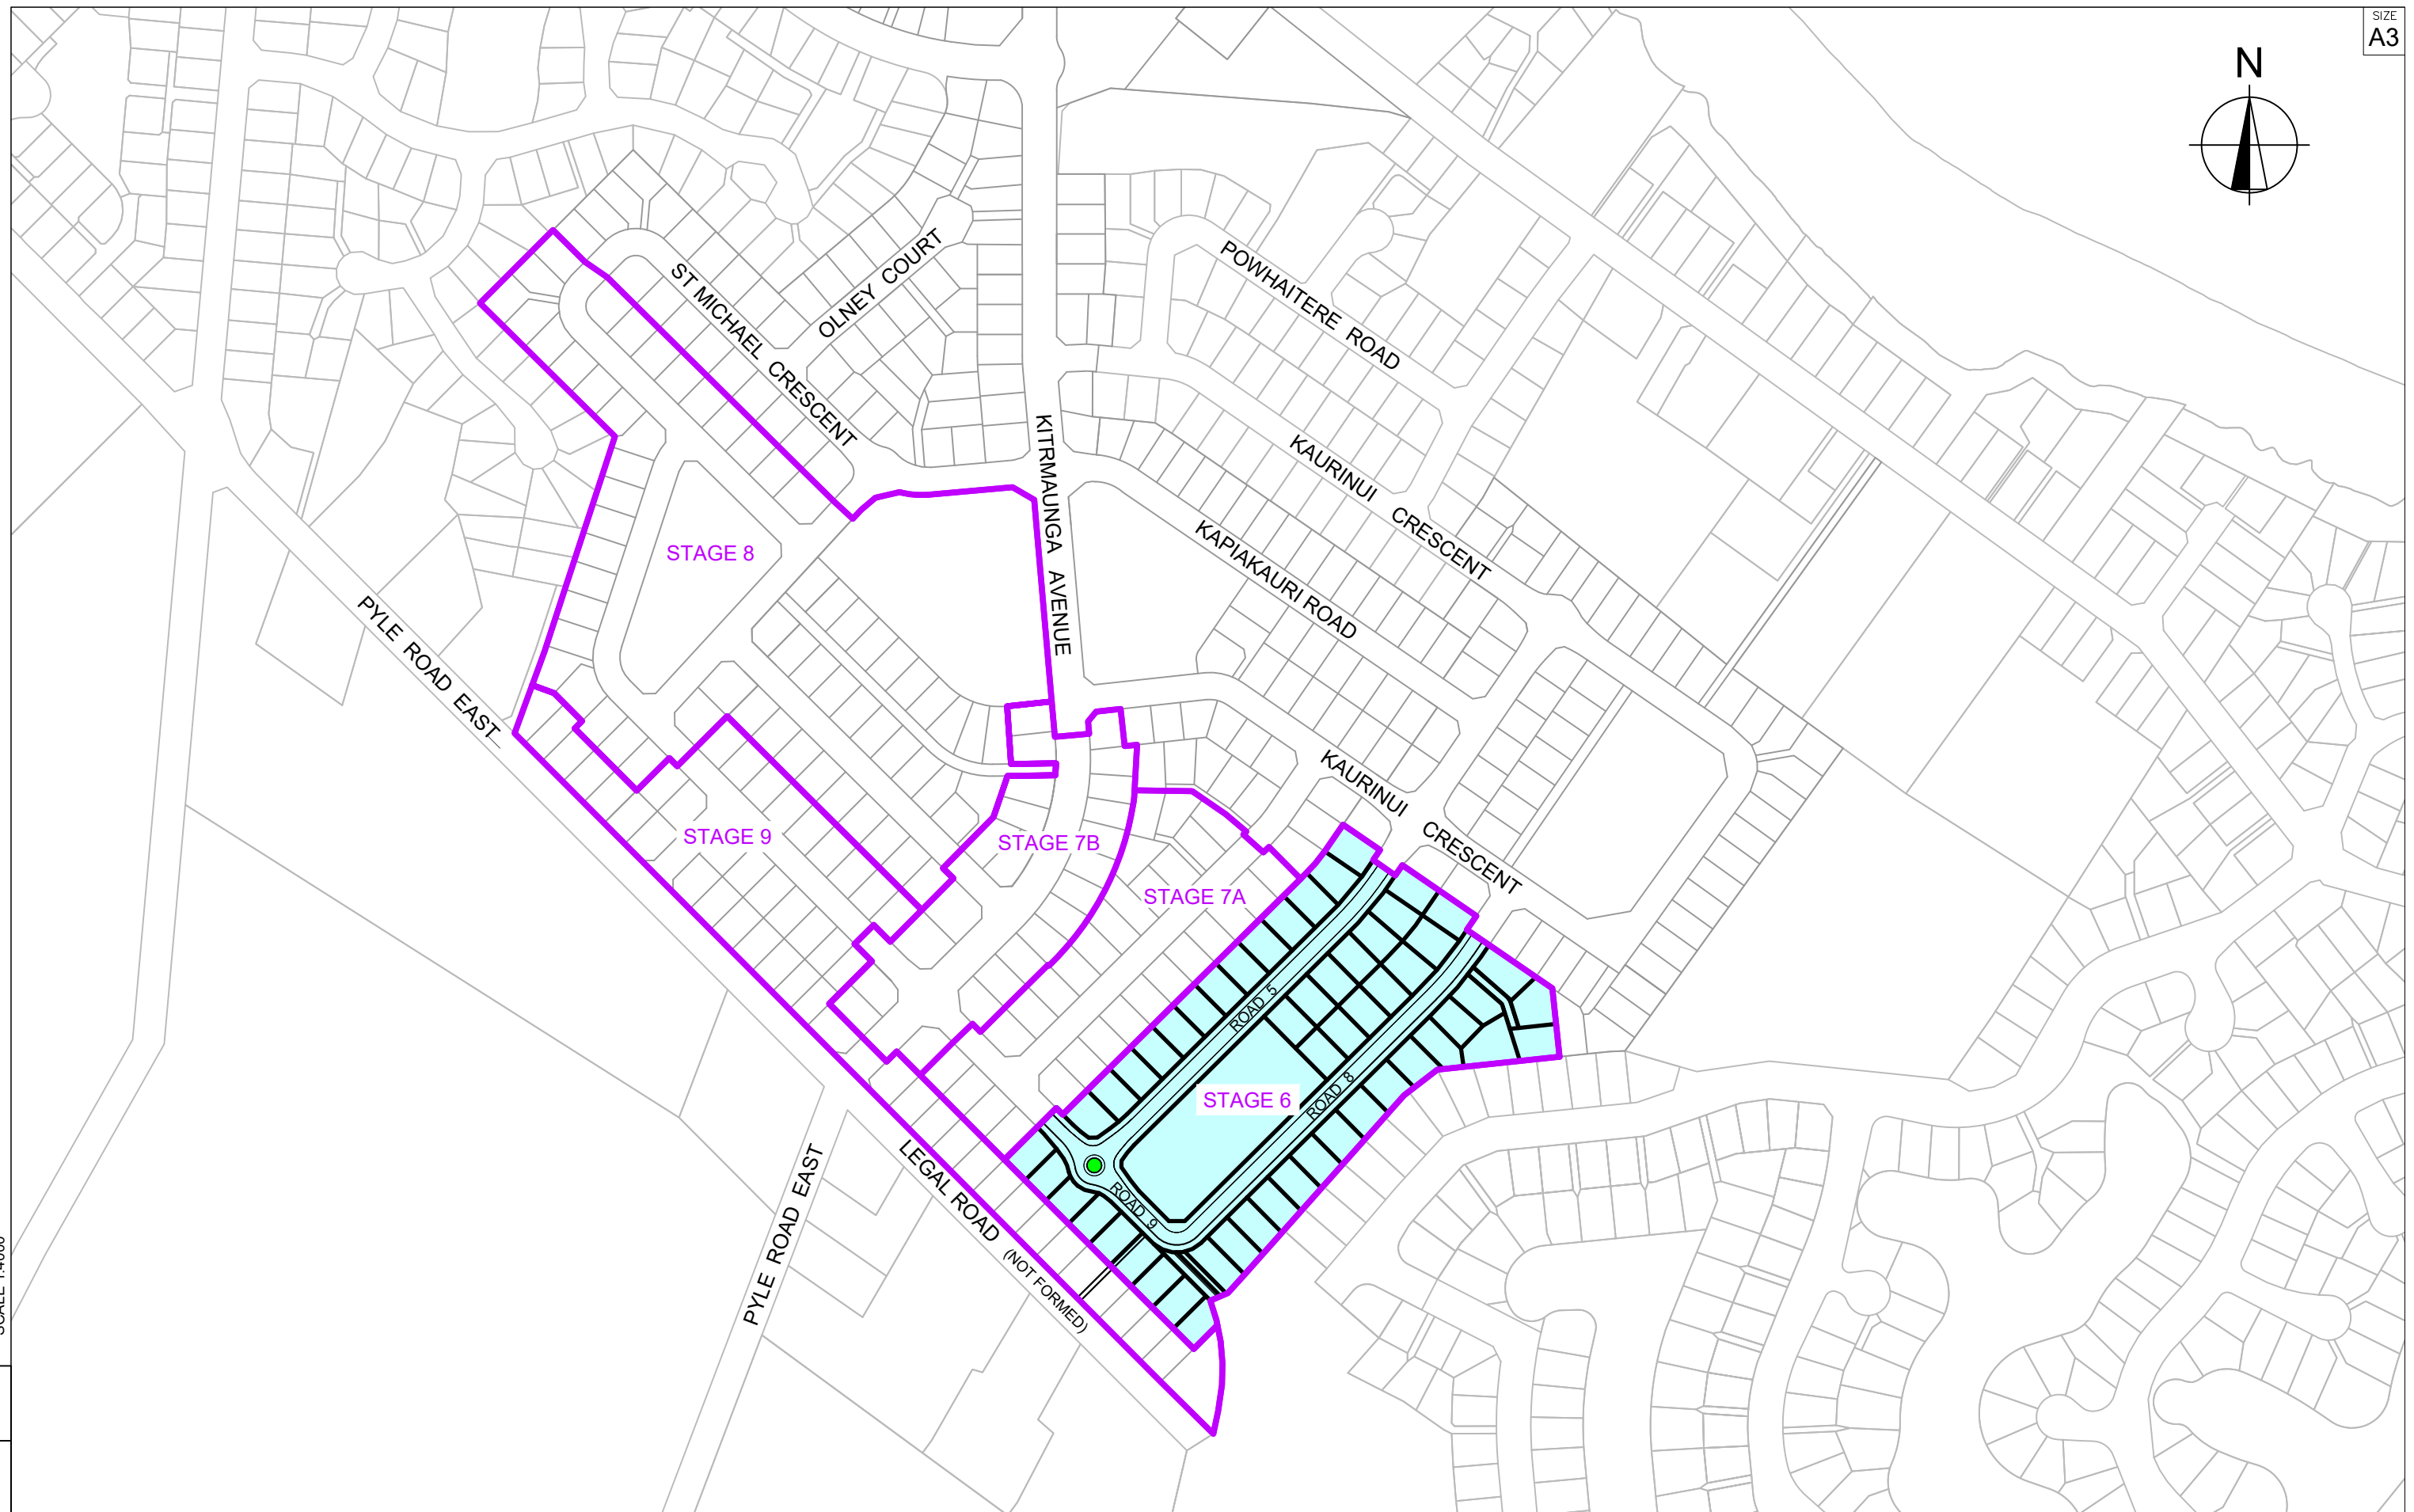 SIZE
A3
N
POWHAITERE ROAD
OLNEY COURT
ST MICHAEL CRESCENT
KITRMAUNGA AVENUE
KAURINUI CRESCENT
KAPIAKAURI ROAD
STAGE 8
PYLE ROAD EAST
KAURINUI CRESCENT
STAGE 9
STAGE 7B
STAGE 7A
ROAD 5
STAGE 6
ROAD 8
ROAD 9
LEGAL ROAD (NOT FORMED)
PYLE ROAD EAST